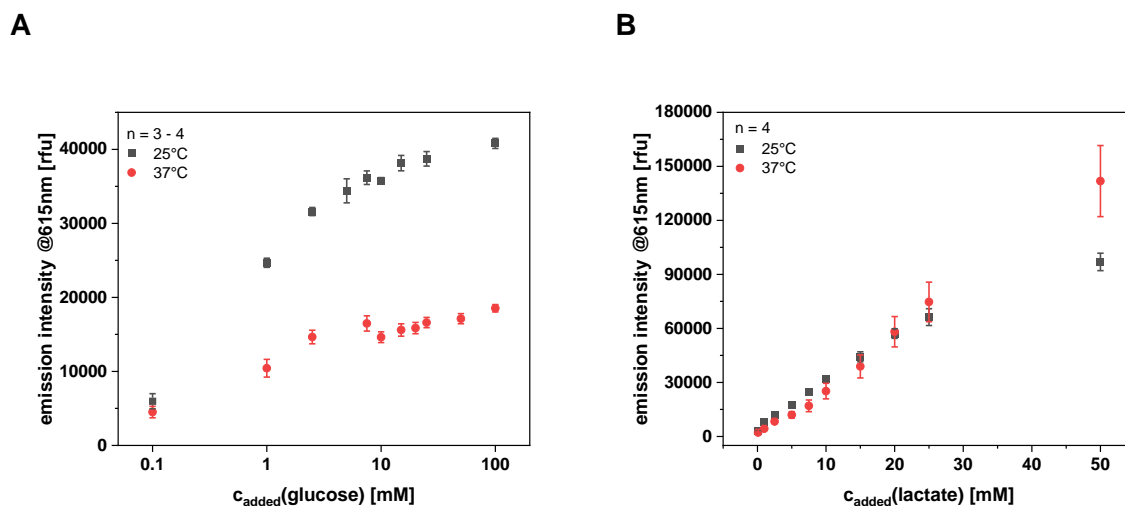 A
n = 3 - 4
25°C
37°C
emission intensity @615nm [rfu]
40000
30000
20000
10000
0
0.1 1 10 100
c_added(glucose) [mM]
B
n = 4
25°C
37°C
emission intensity @615nm [rfu]
180000
150000
120000
90000
60000
30000
0
0 10 20 30 40 50
c_added(lactate) [mM]